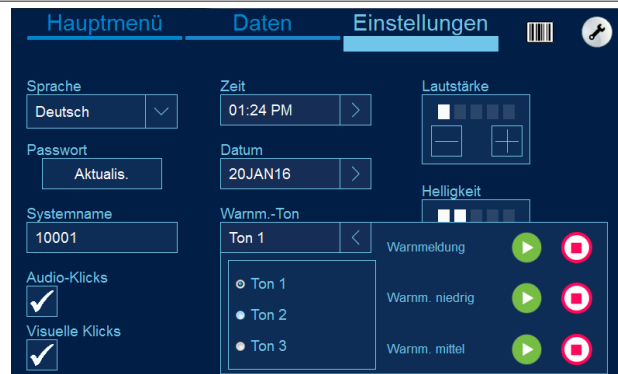 Hauptmenü Daten Einstellungen
Sprache
Deutsch
Passwort
Aktualis.
Systemname
10001
Audio-Klicks
Visuelle Klicks
Zeit
01:24 PM
Datum
20JAN16
Warnm.-Ton
Ton 1
Ton 1
Ton 2
Ton 3
Lautstärke
Helligkeit
Warnmeldung
Warnm. niedrig
Warnm. mittel